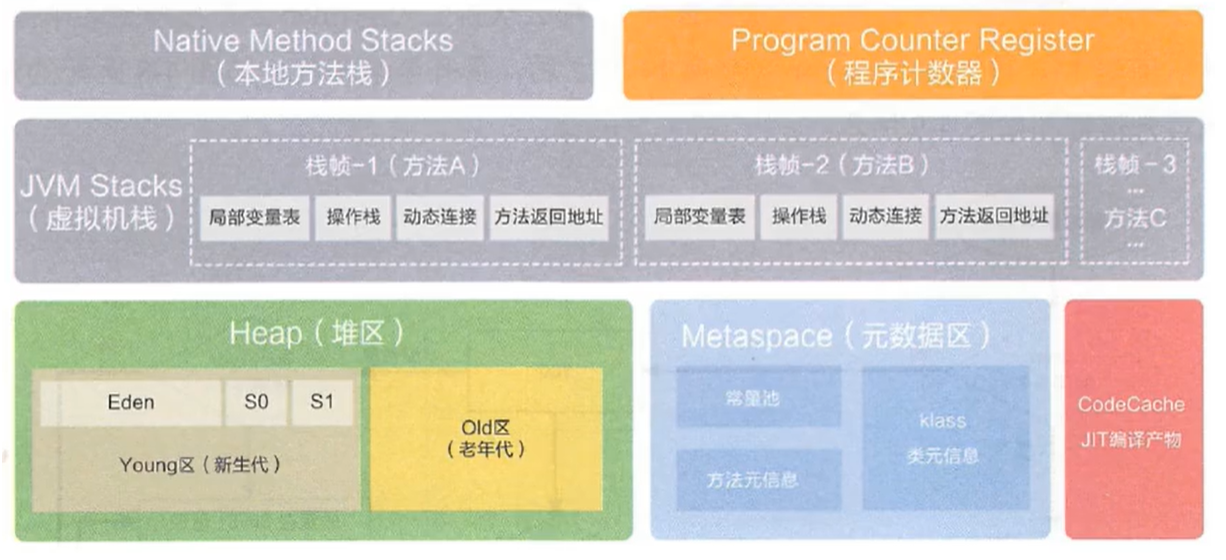 Native Method Stacks
（本地方法栈）
Program Counter Register
（程序计数器）
JVM Stacks
（虚拟机栈）
栈帧-1（方法A）
局部变量表
操作栈
动态连接
方法返回地址
栈帧-2（方法B）
局部变量表
操作栈
动态连接
方法返回地址
栈帧-3
...
方法C
...
Heap（堆区）
Eden
S0
S1
Young区（新生代）
Old区
（老年代）
Metaspace（元数据区）
常量池
方法元信息
klass
类元信息
CodeCache
JIT编译产物